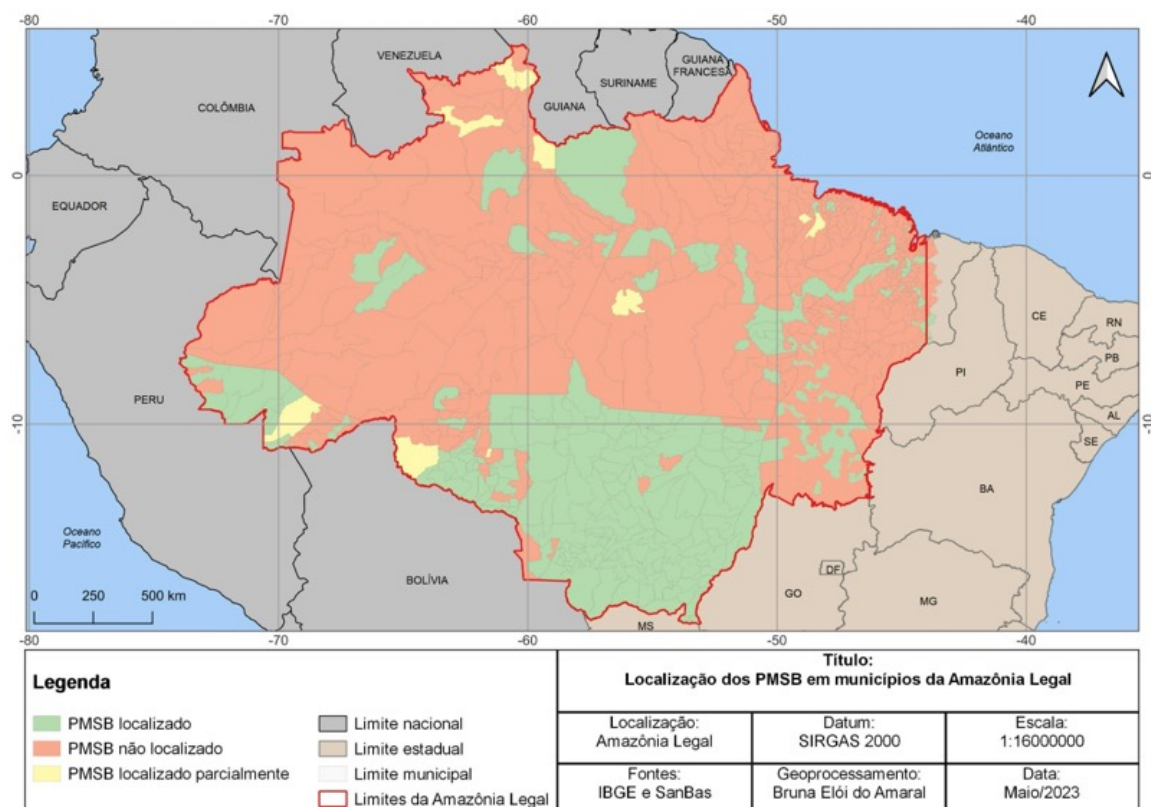 -80
-70
-60
-50
-40
VENEZUELA
GUIANA
FRANCESA
SURINAME
GUIANA
COLÔMBIA
Oceano
Atlântico
0
0
EQUADOR
CE
RN
PB
PI
PE
PERU
AL
-10
-10
SE
BA
Oceano
Pacífico
BOLÍVIA
DF
GO
MG
0
250
500 km
MS
-80
-70
-60
-50
-40
Legenda
PMSB localizado
PMSB não localizado
PMSB localizado parcialmente
Limite nacional
Limite estadual
Limite municipal
Limites da Amazônia Legal
Título:
Localização dos PMSB em municípios da Amazônia Legal
Localização:
Amazônia Legal
Datum:
SIRGAS 2000
Escala:
1:16000000
Fontes:
IBGE e SanBas
Geoprocessamento:
Bruna Elói do Amaral
Data:
Maio/2023